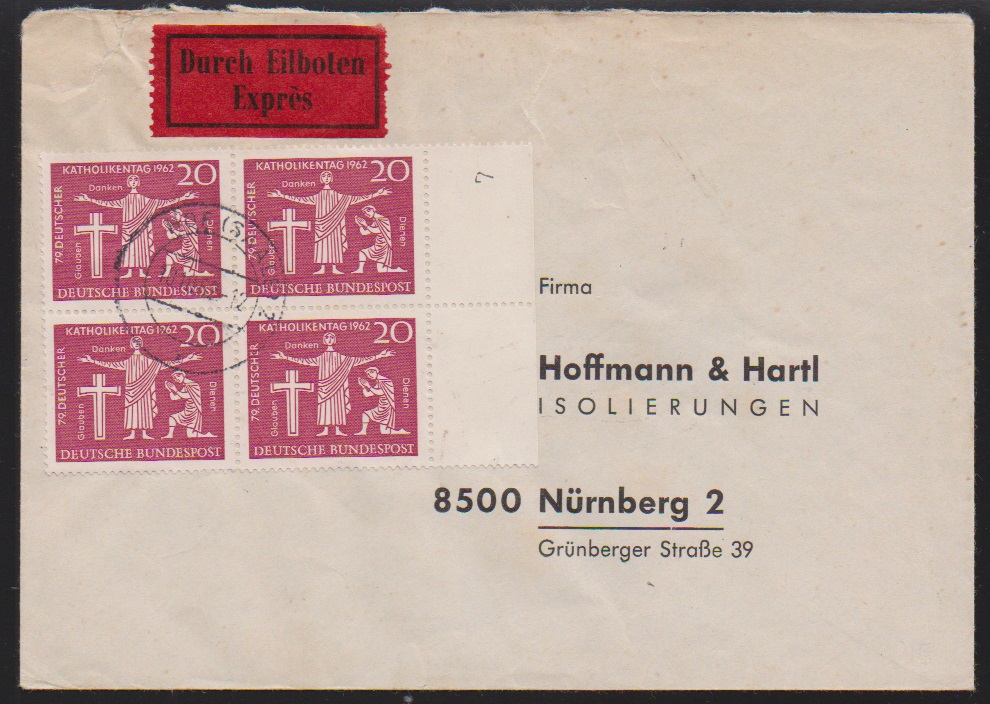 Durch Eilboten
Exprès
KATHOLIKENTAG 1962
20
79. DEUTSCHER
Danken
Glauben
Dienen
DEUTSCHE BUNDESPOST
KATHOLIKENTAG 1962
20
79. DEUTSCHER
Danken
Glauben
Dienen
DEUTSCHE BUNDESPOST
KATHOLIKENTAG 1962
20
79. DEUTSCHER
Danken
Glauben
Dienen
DEUTSCHE BUNDESPOST
KATHOLIKENTAG 1962
20
79. DEUTSCHER
Danken
Glauben
Dienen
DEUTSCHE BUNDESPOST
7
Firma
Hoffmann & Hartl
ISOLIERUNGEN
8500 Nürnberg 2
Grünberger Straße 39